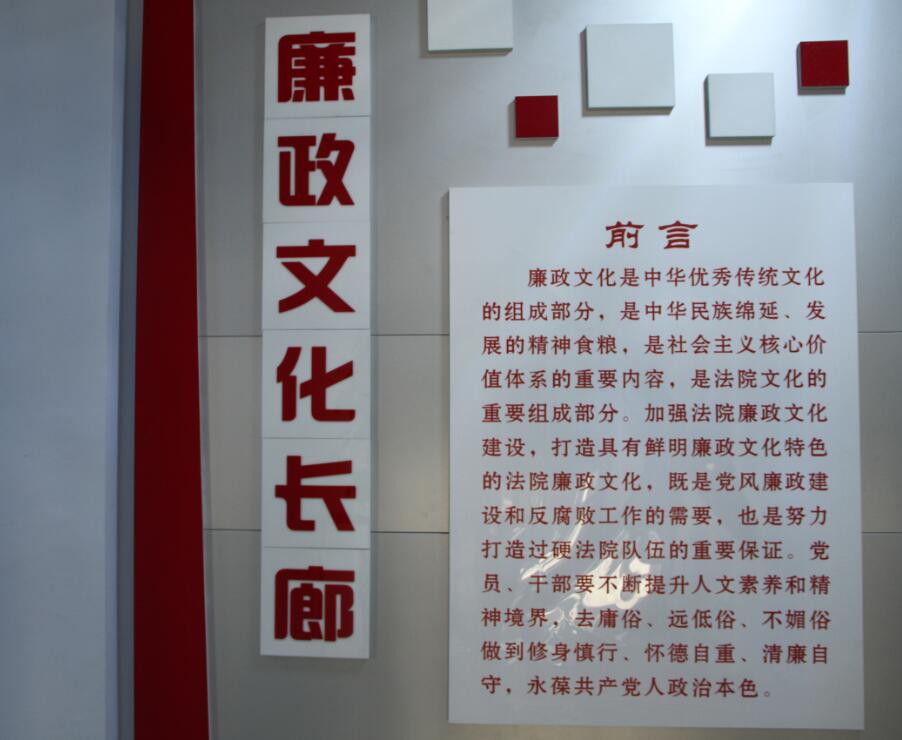 廉政文化长廊
前言
廉政文化是中华优秀传统文化
的组成部分，是中华民族绵延、发
展的精神食粮，是社会主义核心价
值体系的重要内容，是法院文化的
重要组成部分。加强法院廉政文化
建设，打造具有鲜明廉政文化特色
的法院廉政文化，既是党风廉政建
设和反腐败工作的需要，也是努力
打造过硬法院队伍的重要保证。党
员、干部要不断提升人文素养和精
神境界，去庸俗、远低俗、不媚俗
做到修身慎行、怀德自重、清廉自
守，永葆共产党人政治本色。